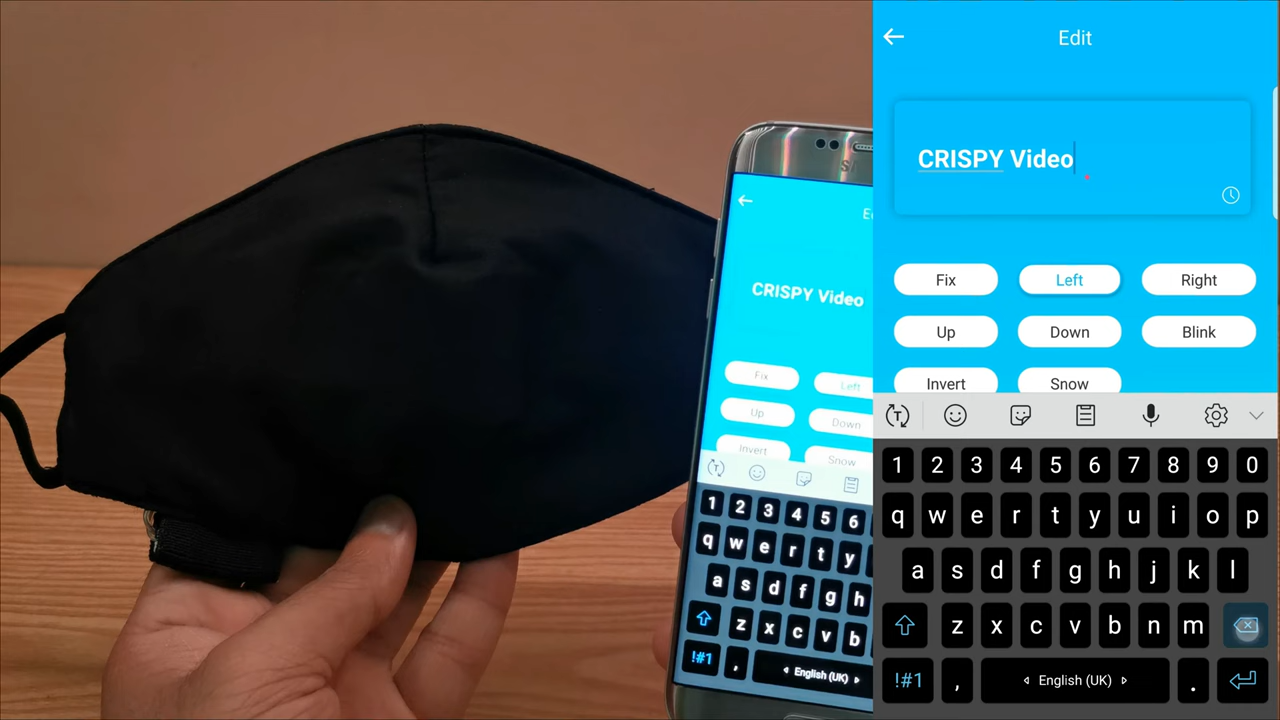 Edit
CRISPY Video
Fix Left Right
Up Down Blink
Invert Snow
1 2 3 4 5 6 7 8 9 0
q w e r t y u i o p
a s d f g h j k l
z x c v b n m
!#1 , English (UK) .
CRISPY Video
Fix Left
Up Down
Invert Snow
1 2 3 4 5 6
q w e r t y
a s d f g h
z x c v b
!#1 , English (UK)